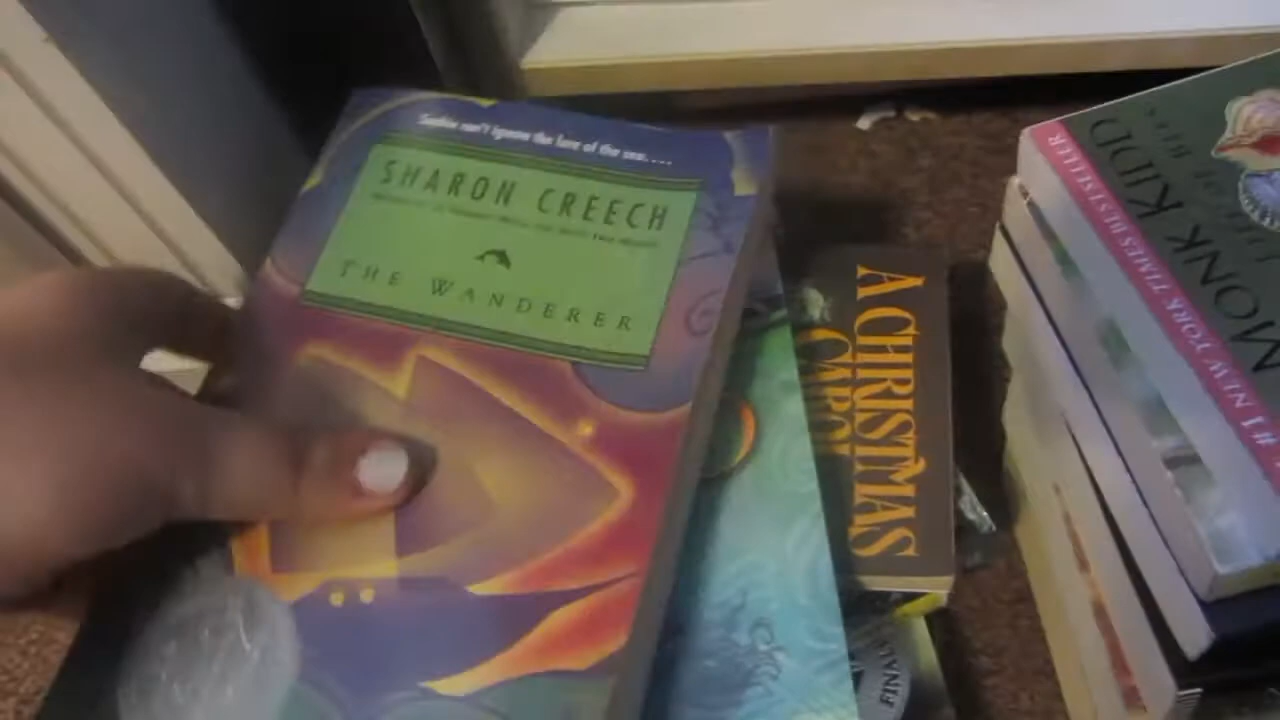 Sophie can't ignore the lure of the sea....
SHARON CREECH
THE WANDERER
A CHRISTMAS
CAROL
#1 NEW YORK TIMES BESTSELLER
MONK KIDD